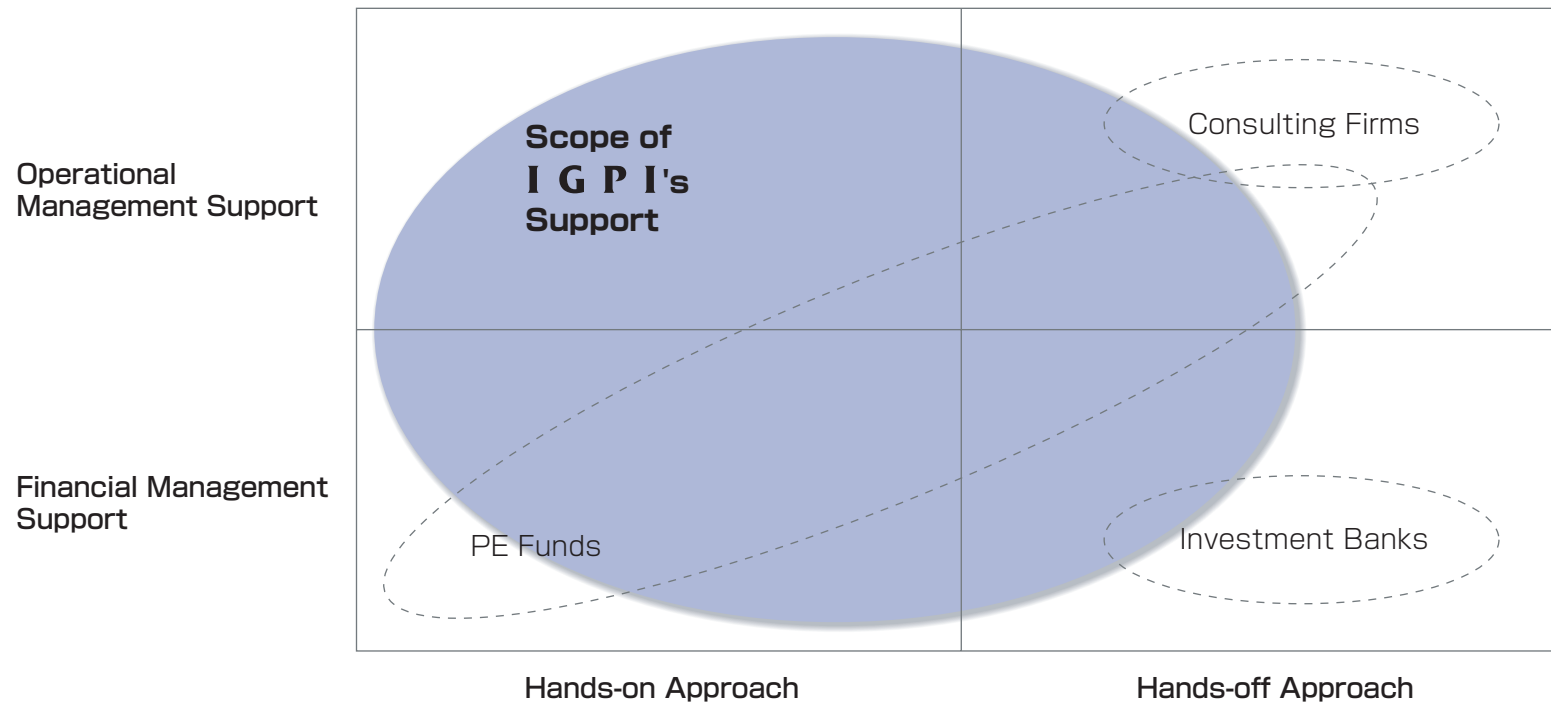 Scope of
I G P I's
Support
Consulting Firms
Operational
Management Support
Financial Management
Support
PE Funds
Investment Banks
Hands-on Approach
Hands-off Approach